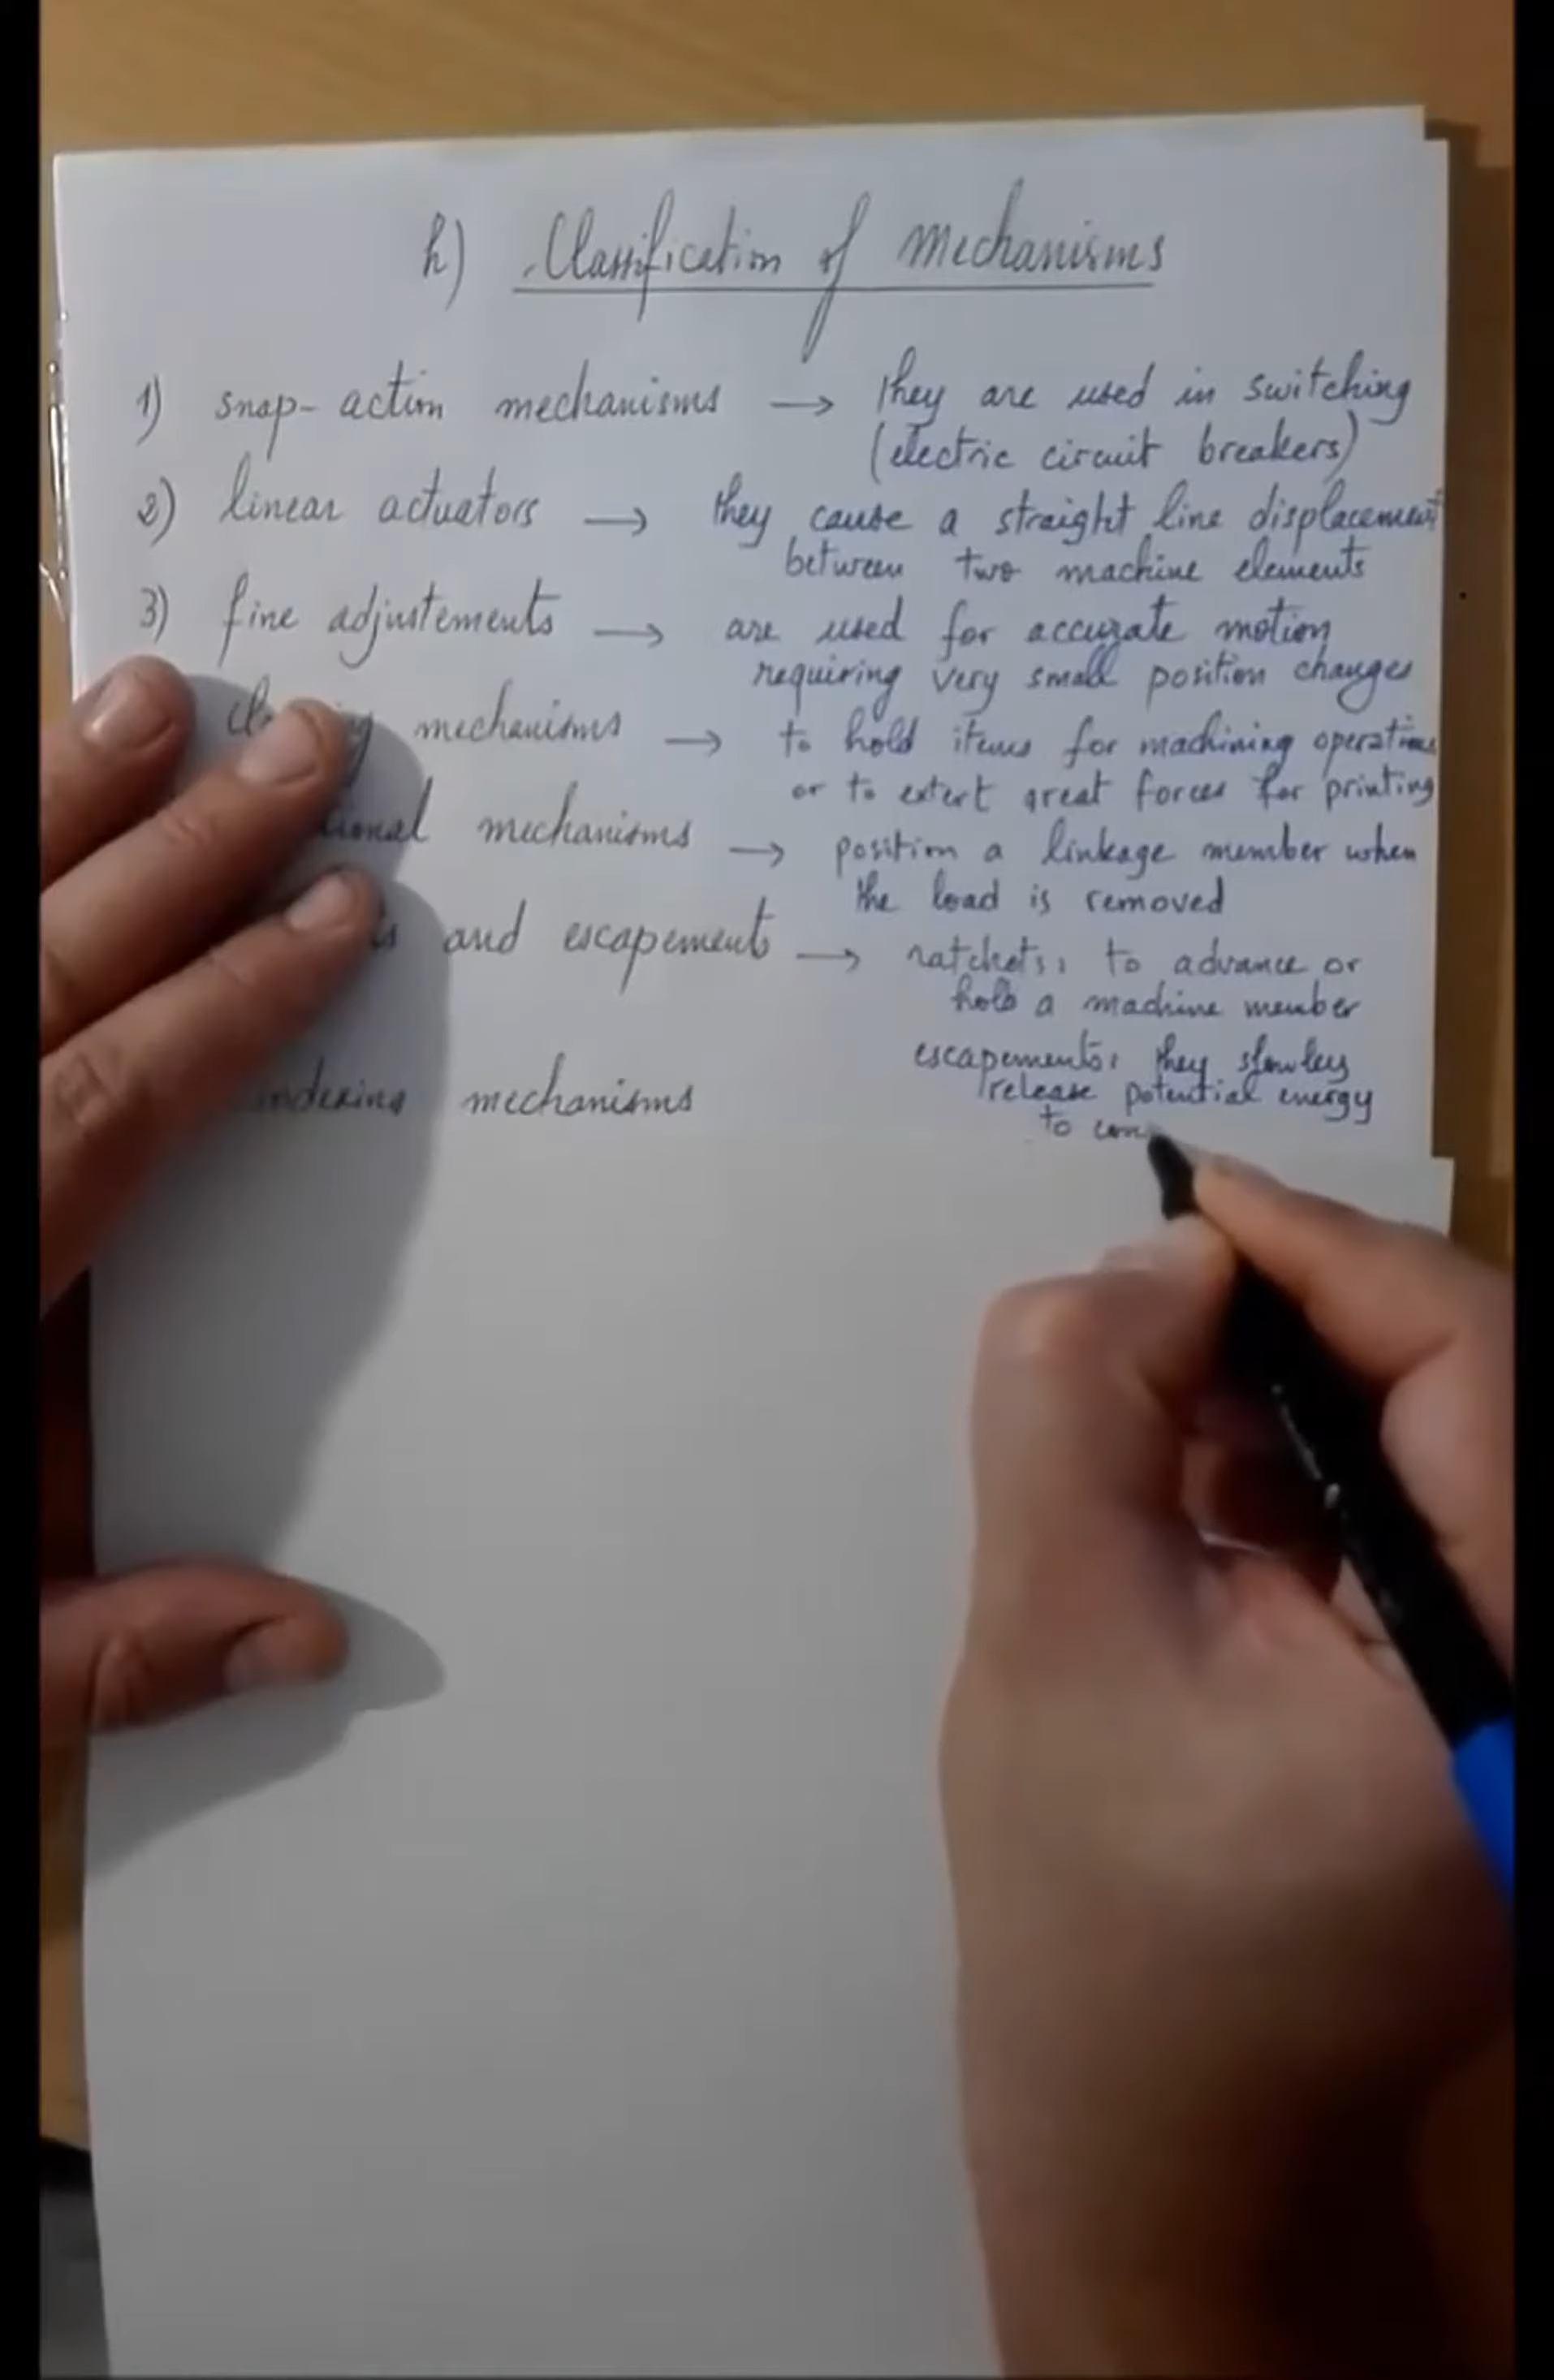 h) Classification of mechanisms
1) snap-action mechanisms → they are used in switching
(electric circuit breakers)
2) linear actuators → they cause a straight line displacement
between two machine elements
3) fine adjustements → are used for accurate motion
requiring very small position changes
mechanisms → to hold items for machining operations
or to extert great forces for printing
mechanisms → position a linkage member when
the load is removed
and escapements → ratchets: to advance or
hold a machine member
escapements: they slowley
release potential energy
indexing mechanisms
to con